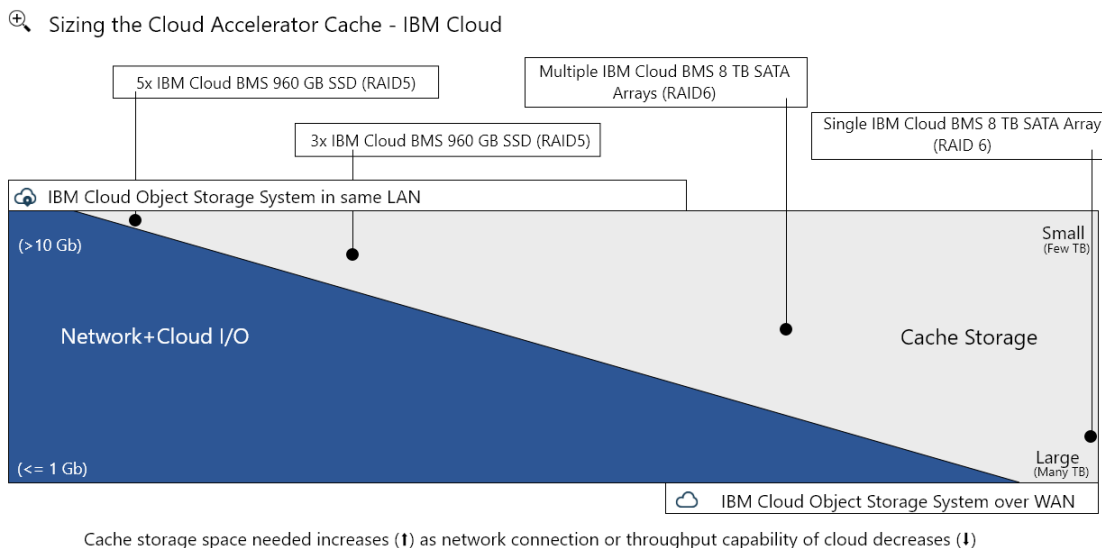 Sizing the Cloud Accelerator Cache - IBM Cloud
5x IBM Cloud BMS 960 GB SSD (RAID5)
Multiple IBM Cloud BMS 8 TB SATA
Arrays (RAID6)
3x IBM Cloud BMS 960 GB SSD (RAID5)
Single IBM Cloud BMS 8 TB SATA Array
(RAID 6)
IBM Cloud Object Storage System in same LAN
(>10 Gb)
Small
(Few TB)
Network+Cloud I/O
Cache Storage
(<= 1 Gb)
Large
(Many TB)
IBM Cloud Object Storage System over WAN
Cache storage space needed increases (⬆) as network connection or throughput capability of cloud decreases (⬇)